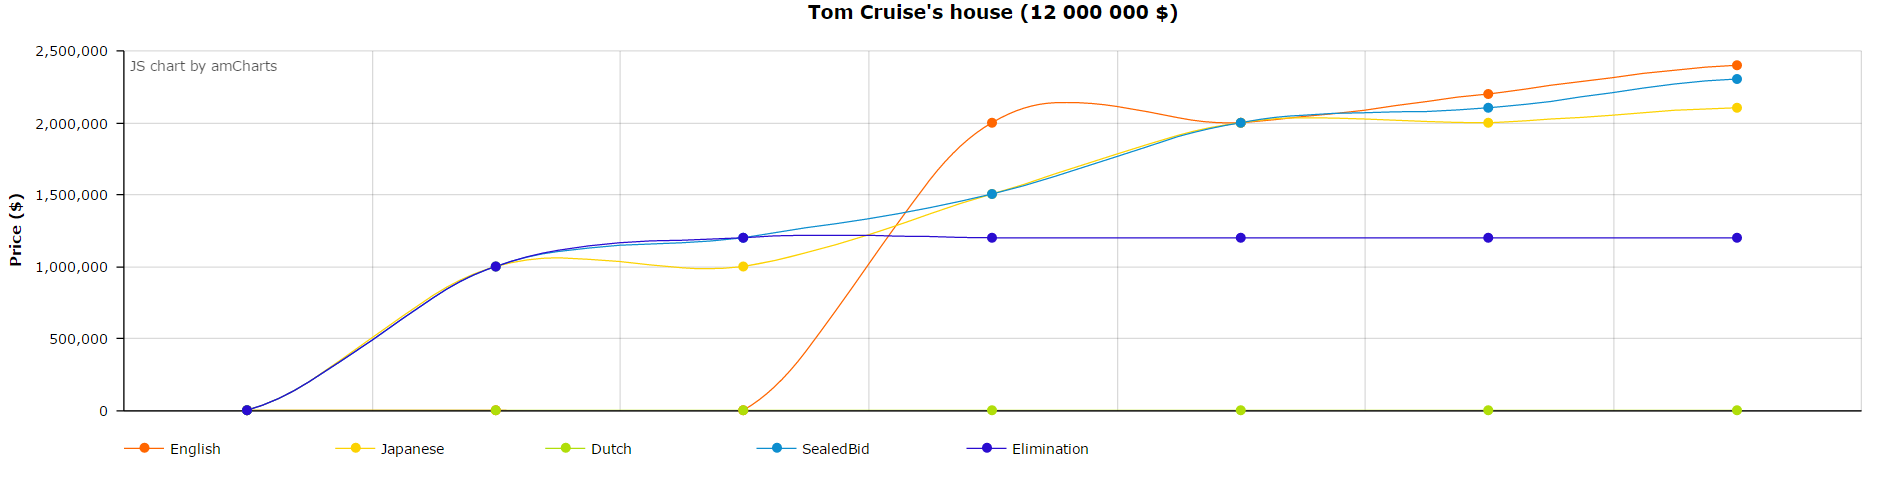 Tom Cruise's house (12 000 000 $)
JS chart by amCharts
Price ($)
2,500,000
2,000,000
1,500,000
1,000,000
500,000
0
English
Japanese
Dutch
SealedBid
Elimination